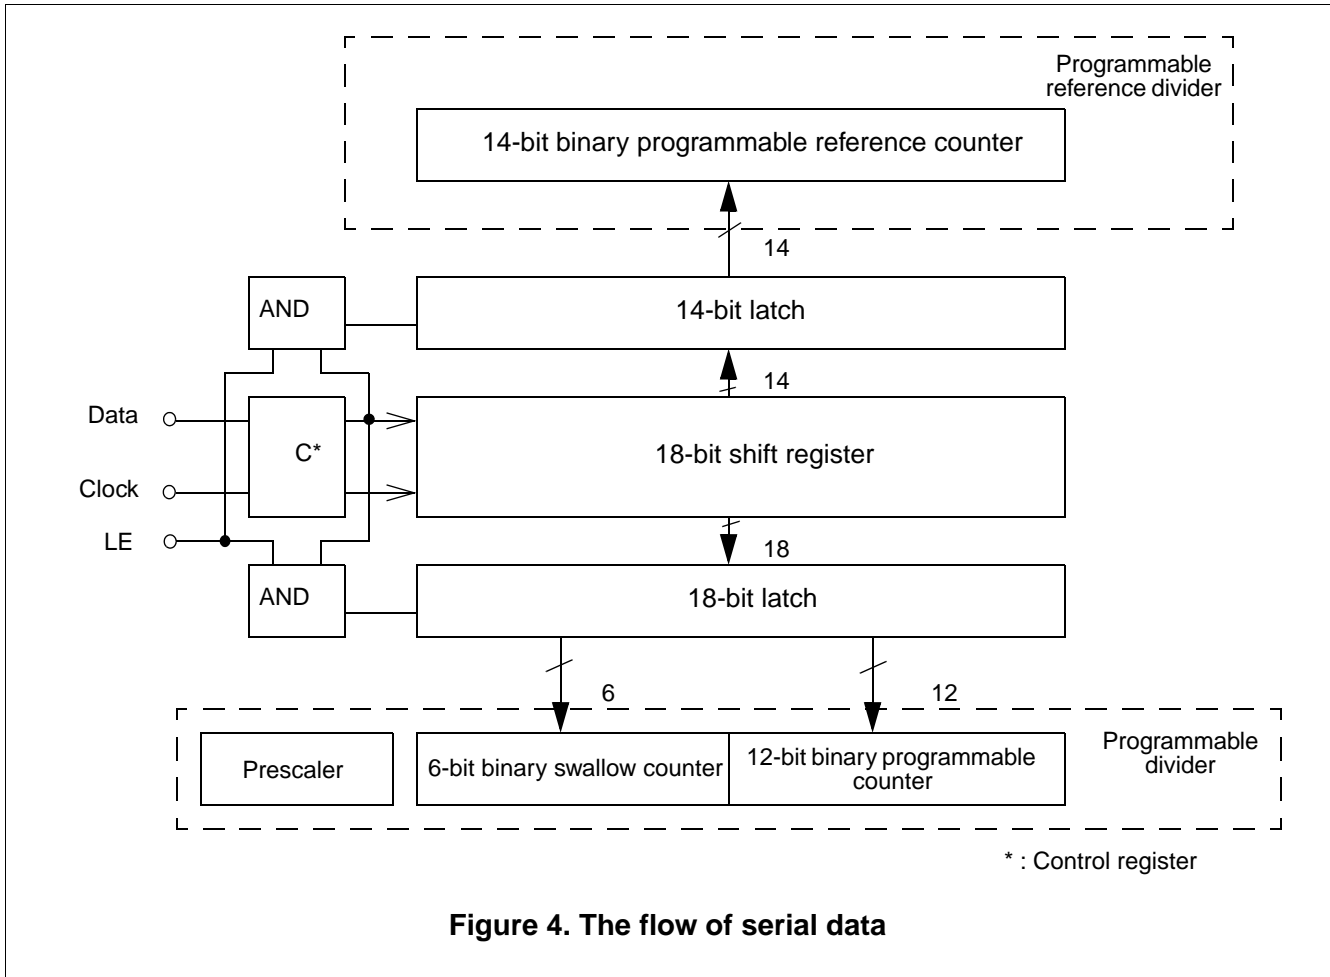 Programmable
reference divider
14-bit binary programmable reference counter
14
AND
14-bit latch
14
Data
C*
18-bit shift register
Clock
LE
18
AND
18-bit latch
6
12
Prescaler
6-bit binary swallow counter
12-bit binary programmable
counter
Programmable
divider
* : Control register
Figure 4. The flow of serial data